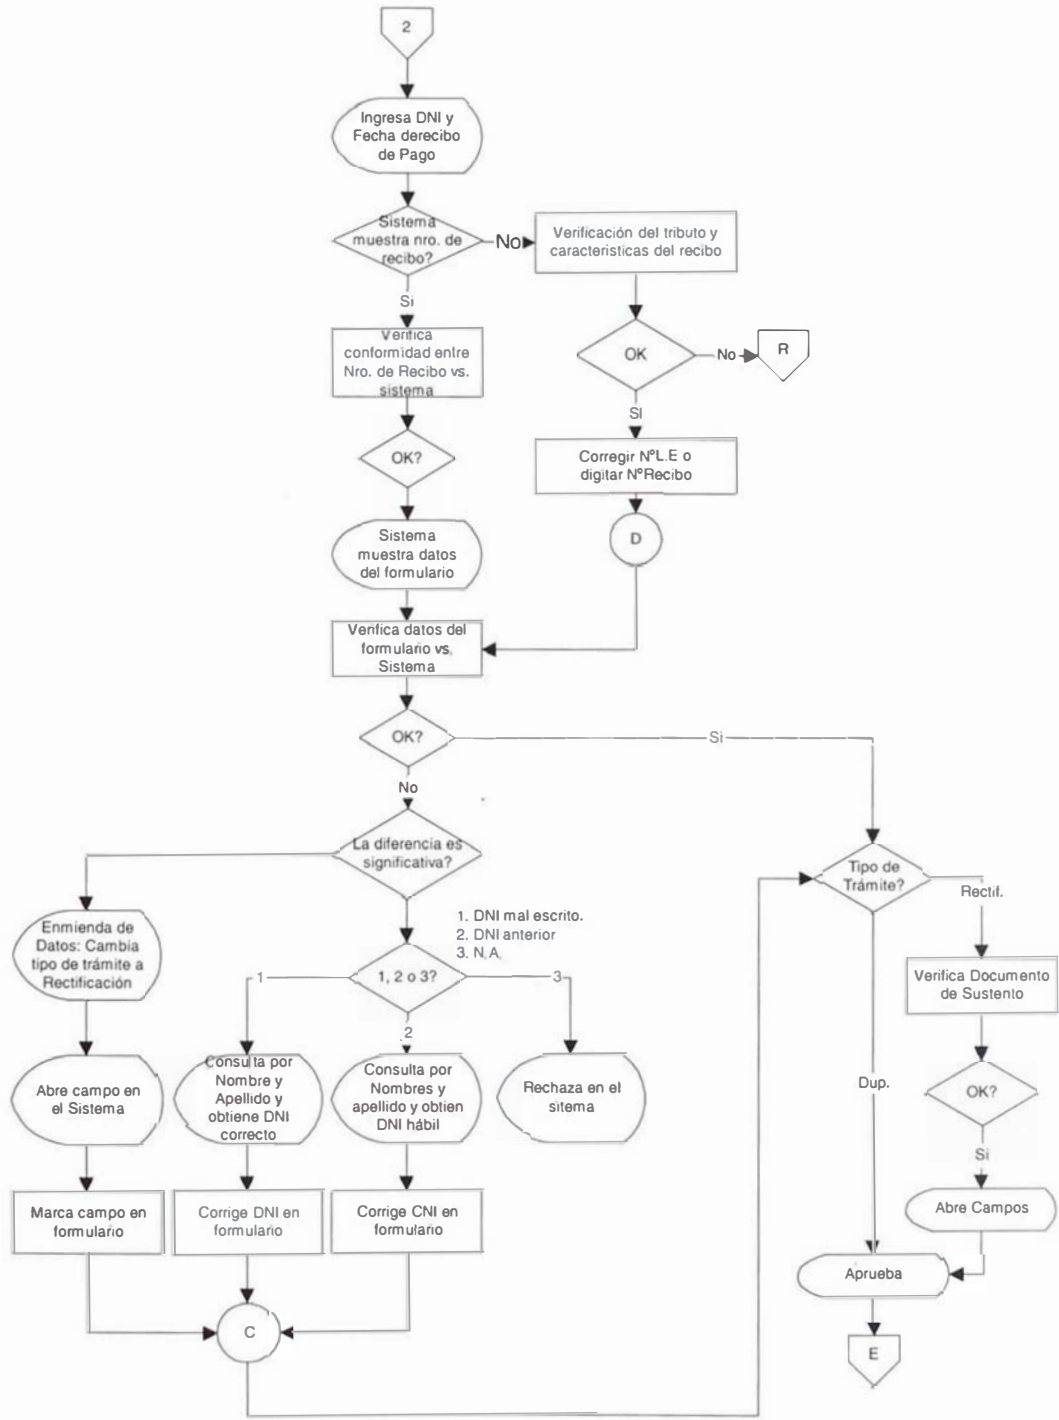 2
Ingresa DNI y
Fecha derecibo
de Pago
Sistema
muestra nro. de
recibo?
No
Verificación del tributo y
caracteristicas del recibo
Si
Verifica
conformidad entre
Nro. de Recibo vs.
sistema
OK
No
R
SI
OK?
Corregir NºL.E o
digitar NºRecibo
Sistema
muestra datos
del formulario
D
Verifica datos del
formulario vs.
Sistema
OK?
Si
No
La diferencia es
significativa?
Tipo de
Trámite?
Rectif.
Enmienda de
Datos: Cambia
tipo de trámite a
Rectificación
1. DNI mal escrito.
2. DNI anterior
3. N.A.
1, 2 o 3?
1
3
2
Verifica Documento
de Sustento
Abre campo en
el Sistema
Consulta por
Nombre y
Apellido y
obtiene DNI
correcto
Consulta por
Nombres y
apellido y obtien
DNI hábil
Rechaza en el
sitema
Dup.
OK?
Si
Marca campo en
formulario
Corrige DNI en
formulario
Corrige CNI en
formulario
Abre Campos
Aprueba
C
E